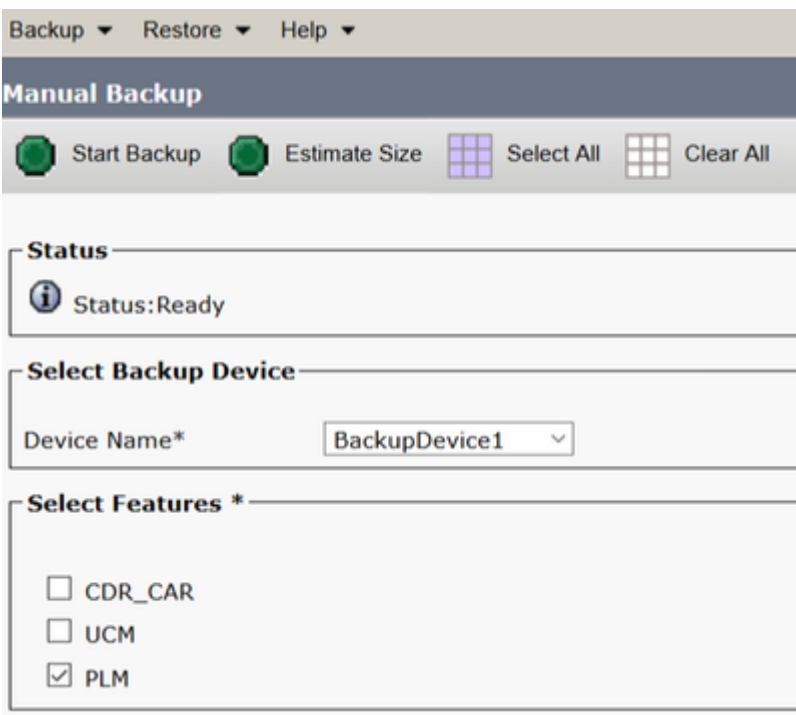 Backup Restore Help
Manual Backup
Start Backup Estimate Size Select All Clear All
Status
Status:Ready
Select Backup Device
Device Name* BackupDevice1
Select Features *
CDR_CAR
UCM
PLM